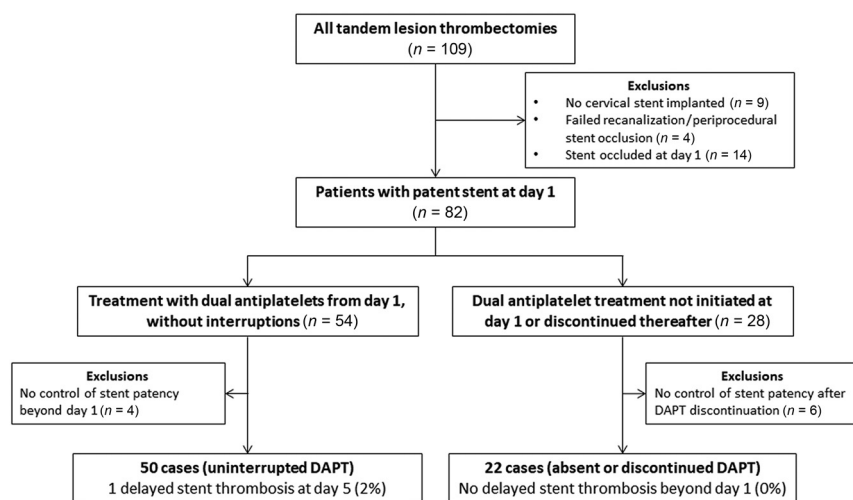 All tandem lesion thrombectomies
(n = 109)
Exclusions
• No cervical stent implanted (n = 9)
• Failed recanalization/periprocedural
stent occlusion (n = 4)
• Stent occluded at day 1 (n = 14)
Patients with patent stent at day 1
(n = 82)
Treatment with dual antiplatelets from day 1,
without interruptions (n = 54)
Dual antiplatelet treatment not initiated at
day 1 or discontinued thereafter (n = 28)
Exclusions
No control of stent patency
beyond day 1 (n = 4)
Exclusions
No control of stent patency after
DAPT discontinuation (n = 6)
50 cases (uninterrupted DAPT)
1 delayed stent thrombosis at day 5 (2%)
22 cases (absent or discontinued DAPT)
No delayed stent thrombosis beyond day 1 (0%)